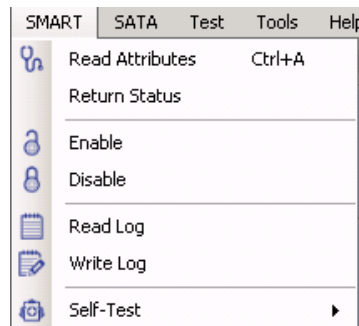 SMART SATA Test Tools
Read Attributes Ctrl+A
Return Status
Enable
Disable
Read Log
Write Log
Self-Test